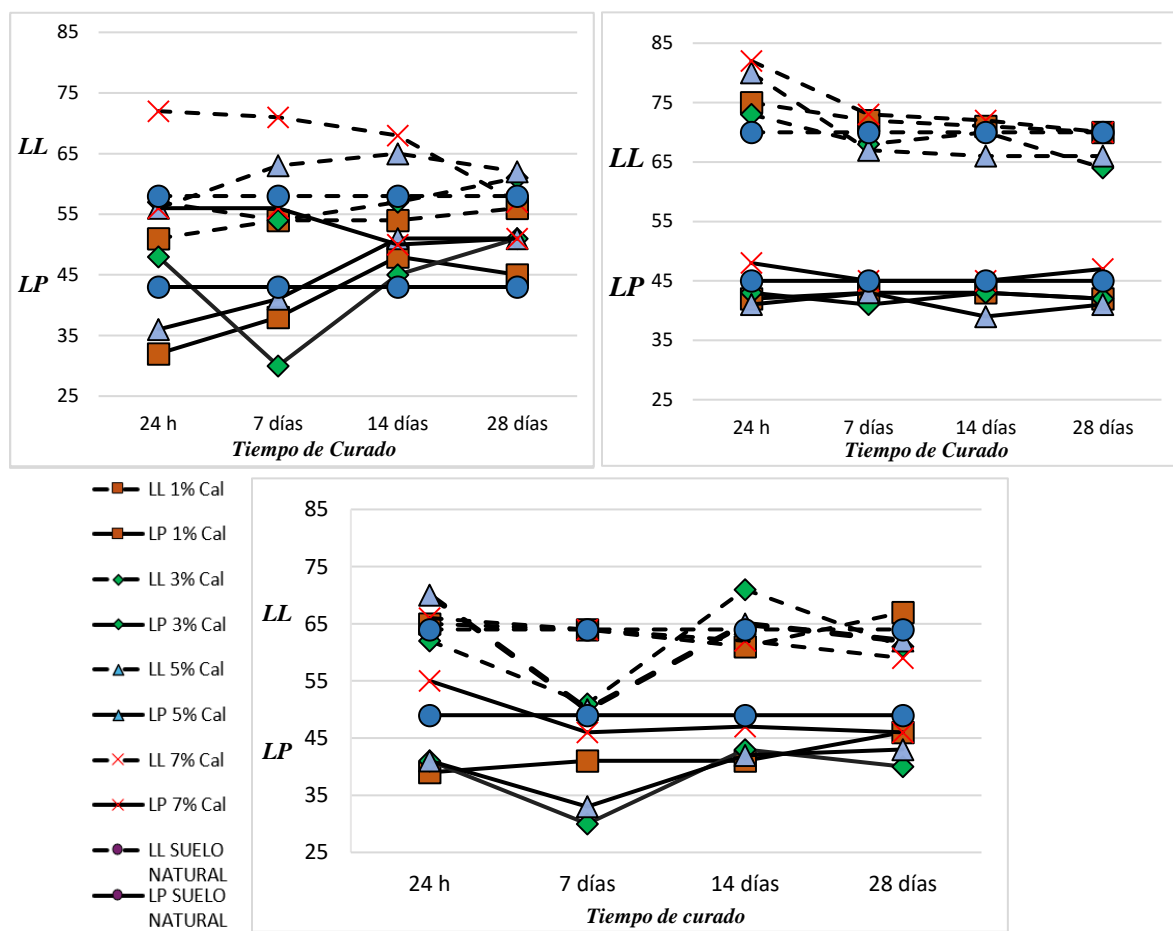 85
75
LL
65
55
LP
45
35
25
24 h
7 días
14 días
28 días
Tiempo de Curado
85
75
LL
65
55
LP
45
35
25
24 h
7 días
14 días
28 días
Tiempo de Curado
LL 1% Cal
LP 1% Cal
LL 3% Cal
LP 3% Cal
LL 5% Cal
LP 5% Cal
LL 7% Cal
LP 7% Cal
LL SUELO
NATURAL
LP SUELO
NATURAL
85
75
LL
65
55
LP
45
35
25
24 h
7 días
14 días
28 días
Tiempo de curado